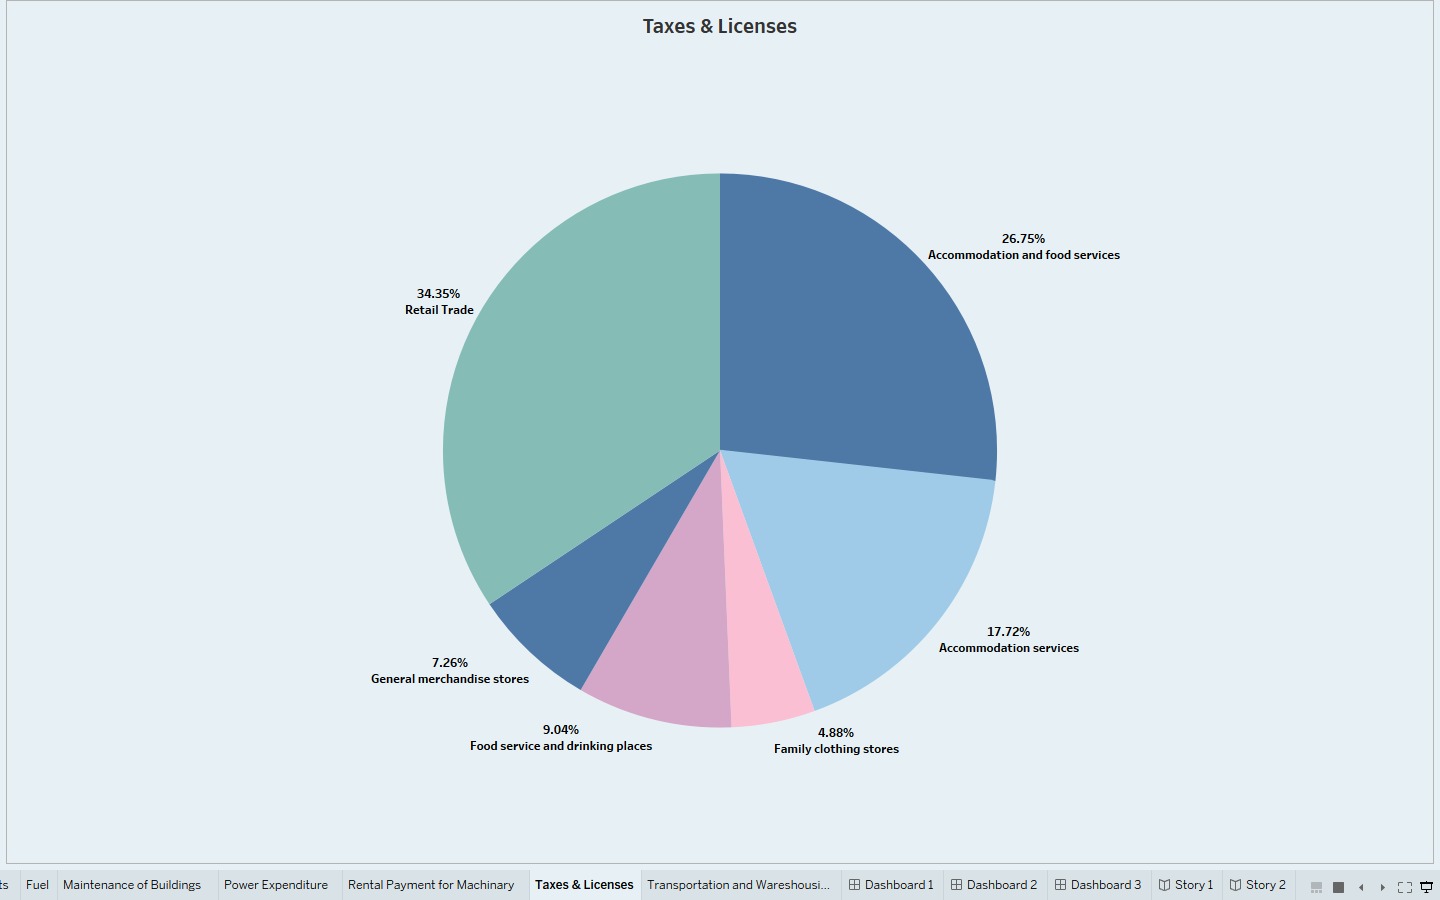 Taxes & Licenses
26.75%
Accommodation and food services
34.35%
Retail Trade
17.72%
Accommodation services
7.26%
General merchandise stores
9.04%
Food service and drinking places
4.88%
Family clothing stores
ts Fuel Maintenance of Buildings Power Expenditure Rental Payment for Machinary Taxes & Licenses Transportation and Warehousi... Dashboard 1 Dashboard 2 Dashboard 3 Story 1 Story 2